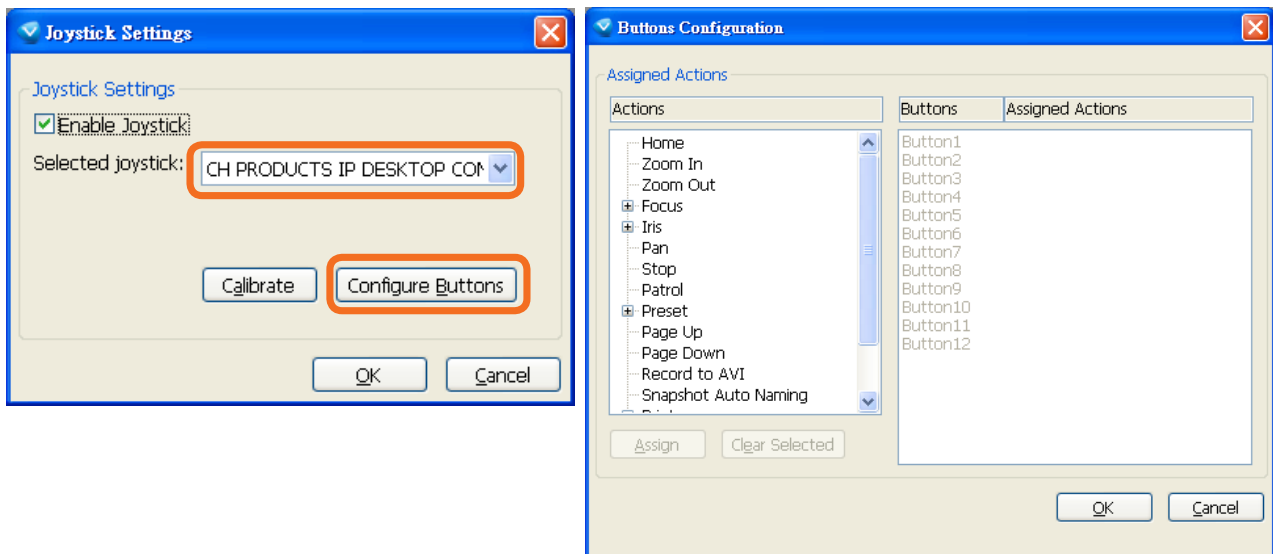 Joystick Settings
Joystick Settings
Enable Joystick
Selected joystick: CH PRODUCTS IP DESKTOP CON
Calibrate Configure Buttons
OK Cancel
Buttons Configuration
Assigned Actions
Actions
Home
Zoom In
Zoom Out
Focus
Iris
Pan
Stop
Patrol
Preset
Page Up
Page Down
Record to AVI
Snapshot Auto Naming
Assign Clear Selected
Buttons Assigned Actions
Button1
Button2
Button3
Button4
Button5
Button6
Button7
Button8
Button9
Button10
Button11
Button12
OK Cancel